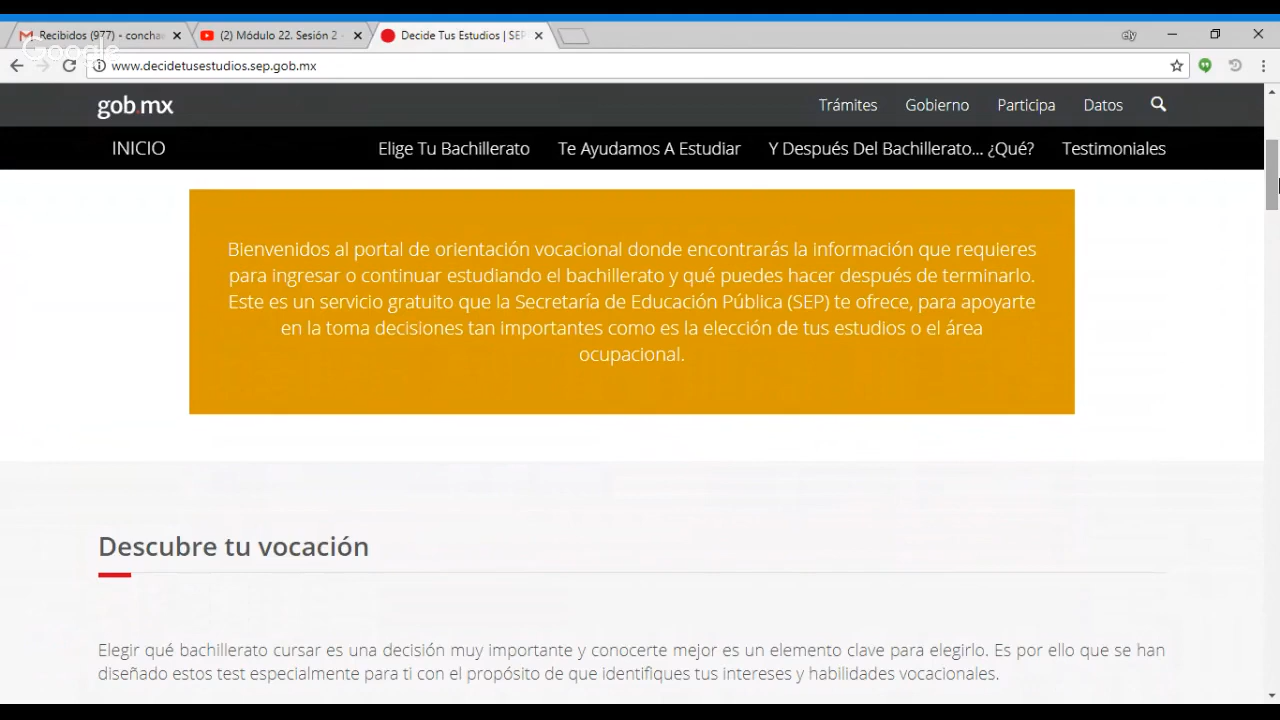 Recibidos (977) - concha
(2) Módulo 22. Sesión 2 -
Decide Tus Estudios | SEP
Google
www.decidetusestudios.sep.gob.mx
gob.mx
Trámites
Gobierno
Participa
Datos
INICIO
Elige Tu Bachillerato
Te Ayudamos A Estudiar
Y Después Del Bachillerato... ¿Qué?
Testimoniales
Bienvenidos al portal de orientación vocacional donde encontrarás la información que requieres
para ingresar o continuar estudiando el bachillerato y qué puedes hacer después de terminarlo.
Este es un servicio gratuito que la Secretaría de Educación Pública (SEP) te ofrece, para apoyarte
en la toma decisiones tan importantes como es la elección de tus estudios o el área
ocupacional.
Descubre tu vocación
Elegir qué bachillerato cursar es una decisión muy importante y conocerte mejor es un elemento clave para elegirlo. Es por ello que se han
diseñado estos test especialmente para ti con el propósito de que identifiques tus intereses y habilidades vocacionales.